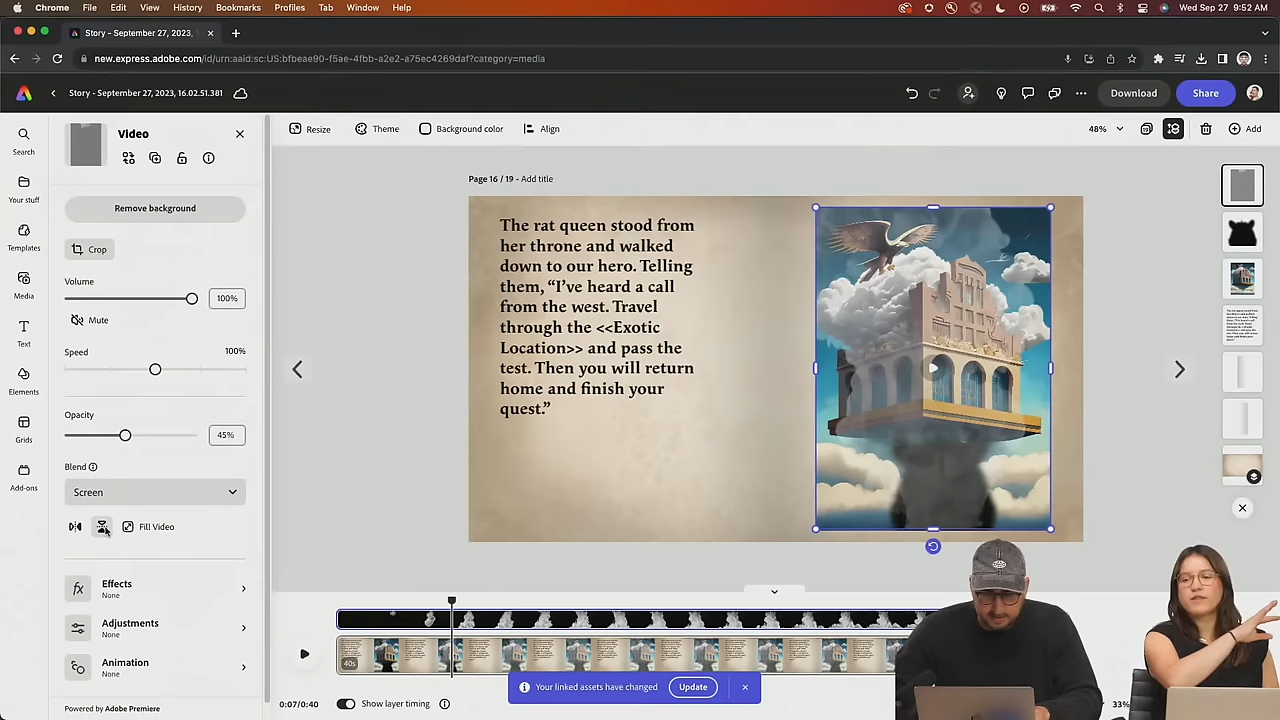 Chrome File Edit View History Bookmarks Profiles Tab Window Help
Wed Sep 27 9:52 AM
Story - September 27, 2023,
new.express.adobe.com/id/urn:aaid:sc:US:bfbeae90-f5ae-4fbb-a2e2-a75ec4269daf?category=media
Story - September 27, 2023, 16.02.51.381
Download
Share
Search
Your stuff
Templates
Media
Text
Elements
Grids
Add-ons
Video
Remove background
Crop
Volume
100%
Mute
Speed
100%
Opacity
45%
Blend
Screen
Fill Video
fx
Effects
None
Adjustments
None
Animation
None
Powered by Adobe Premiere
Resize
Theme
Background color
Align
48%
Add
Page 16 / 19 - Add title
The rat queen stood from
her throne and walked
down to our hero. Telling
them, “I’ve heard a call
from the west. Travel
through the <<Exotic
Location>> and pass the
test. Then you will return
home and finish your
quest.”
40s
Your linked assets have changed
Update
0:07/0:40
Show layer timing
33%